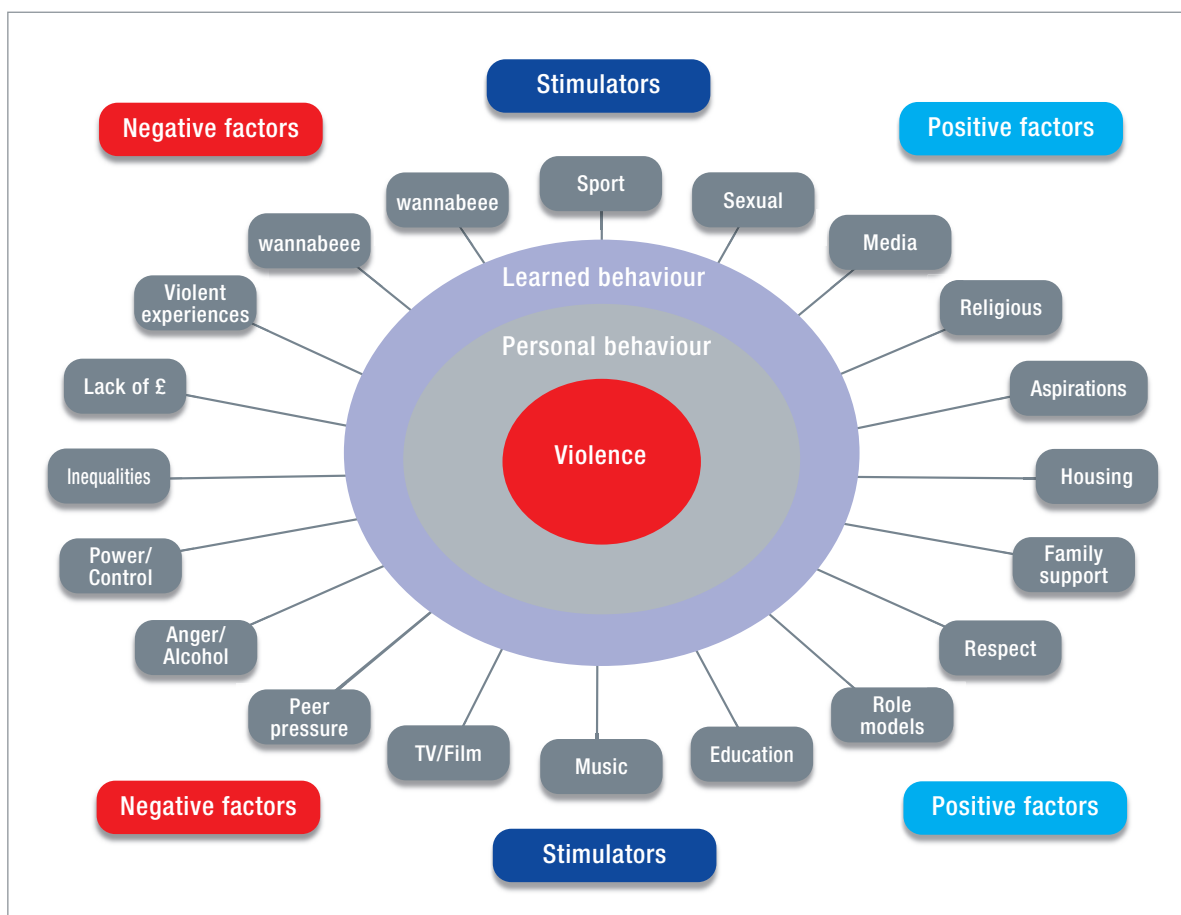 Stimulators
Negative factors
Positive factors
Sport
wannabeee
Sexual
wannabeee
Media
Learned behaviour
Violent
experiences
Religious
Personal behaviour
Lack of £
Aspirations
Violence
Inequalities
Housing
Power/
Control
Family
support
Anger/
Alcohol
Respect
Peer
pressure
Role
models
TV/Film
Music
Education
Negative factors
Positive factors
Stimulators